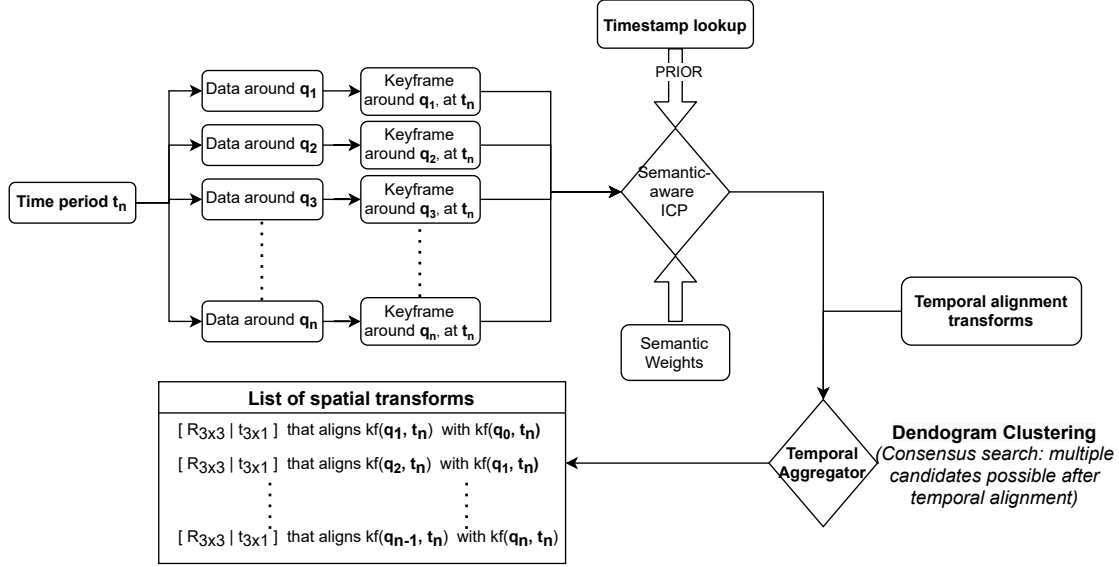 Timestamp lookup
PRIOR
Data around q1
Keyframe
around q1, at tn
Data around q2
Keyframe
around q2, at tn
Time period tn
Data around q3
Keyframe
around q3, at tn
Semantic-
aware
ICP
Data around qn
Keyframe
around qn, at tn
Semantic
Weights
Temporal alignment
transforms
List of spatial transforms
[ R3x3 | t3x1 ] that aligns kf(q1, tn) with kf(q0, tn)
[ R3x3 | t3x1 ] that aligns kf(q2, tn) with kf(q1, tn)
[ R3x3 | t3x1 ] that aligns kf(qn-1, tn) with kf(qn, tn)
Temporal
Aggregator
Dendogram Clustering
(Consensus search: multiple
candidates possible after
temporal alignment)